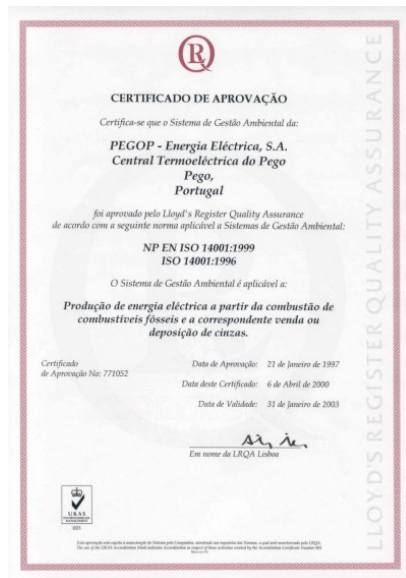 CERTIFICADO DE APROVAÇÃO
Certifica-se que o Sistema de Gestão Ambiental da:
PEGOP - Energia Eléctrica, S.A.
Central Termoeléctrica do Pego
Pego,
Portugal
foi aprovado pelo Lloyd's Register Quality Assurance
de acordo com a seguinte norma aplicável a Sistemas de Gestão Ambiental:
NP EN ISO 14001:1999
ISO 14001:1996
O Sistema de Gestão Ambiental é aplicável a:
Produção de energia eléctrica a partir da combustão de
combustíveis fósseis e a correspondente venda ou
deposição de cinzas.
Certificado
de Aprovação No: 771052
Data de Aprovação: 21 de Janeiro de 1997
Data deste Certificado: 6 de Abril de 2000
Data de Validade: 31 de Janeiro de 2003
Em nome da LRQA Lisboa
UKAS
ENVIRONMENTAL
MANAGEMENT
001
LLOYD'S REGISTER QUALITY ASSURANCE